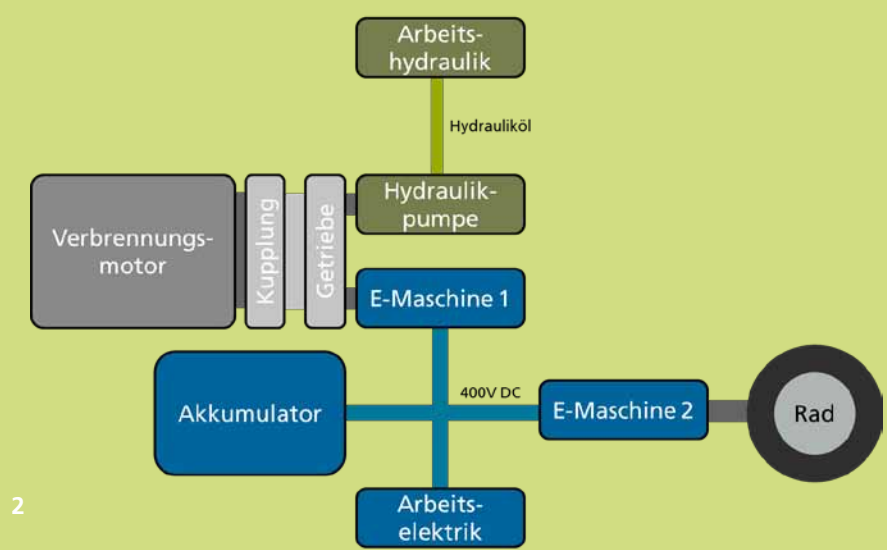 Arbeits-
hydraulik
Hydrauliköl
Hydraulik-
pumpe
Verbrennungs-
motor
Kupplung
Getriebe
E-Maschine 1
Akkumulator
400V DC
E-Maschine 2
Rad
Arbeits-
elektrik
2